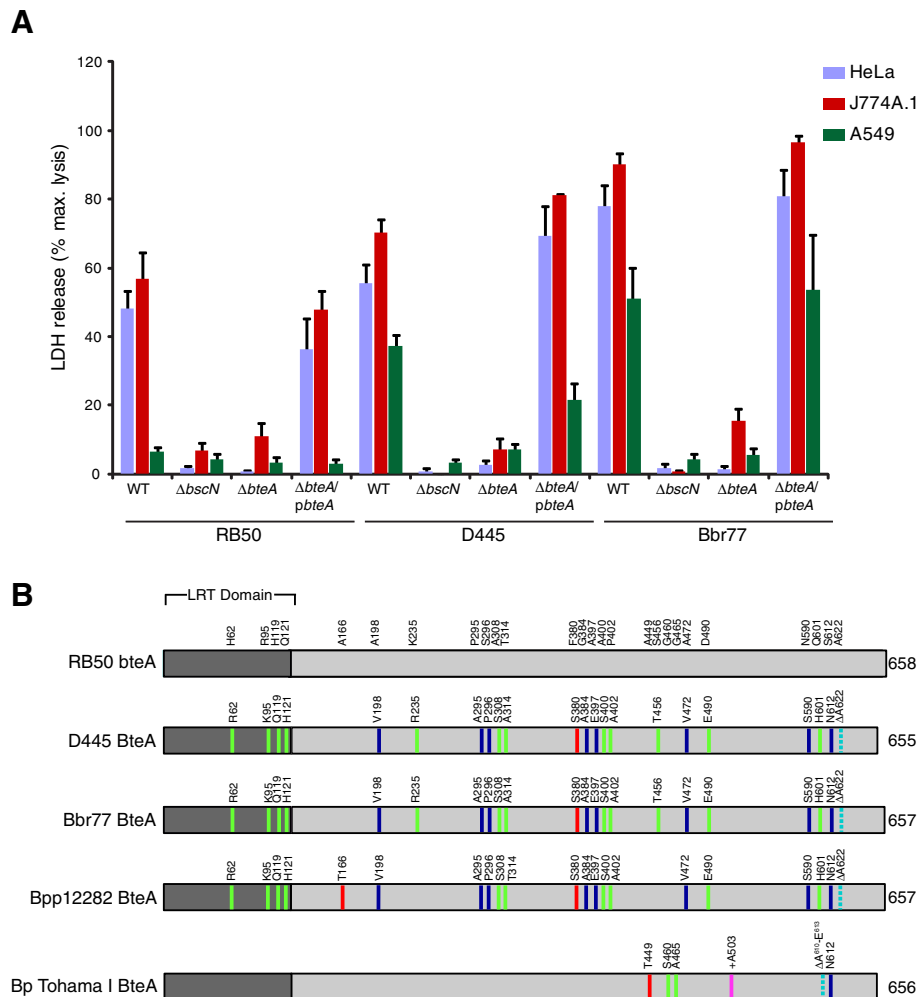 A
120
100
80
60
40
20
0
LDH release (% max. lysis)
HeLa
J774A.1
A549
WT ΔbscN ΔbteA ΔbteA/pbteA WT ΔbscN ΔbteA ΔbteA/pbteA WT ΔbscN ΔbteA ΔbteA/pbteA
RB50 D445 Bbr77
B
LRT Domain
H62 R95 H119 Q121 A166 A198 K235 P295 S296 A308 T314 F380 G384 A397 A400 P402 A449 S456 G460 G465 A472 D490 N590 Q601 S612 A622
RB50 bteA 658
R62 K95 Q119 H121 V198 R235 A295 P296 S308 A314 S380 A384 E397 S400 A402 T456 V472 E490 S590 H601 N612 ΔA622
D445 BteA 655
R62 K95 Q119 H121 V198 R235 A295 P296 S308 A314 S380 A384 E397 S400 A402 T456 V472 E490 S590 H601 N612 ΔA622
Bbr77 BteA 657
R62 K95 Q119 H121 T166 V198 A295 P296 S308 T314 S380 A384 E397 S400 A402 V472 E490 S590 H601 N612 ΔA622
Bpp12282 BteA 657
T449 S460 A465 +A503 ΔA⁶¹⁰-E⁶¹³ N612
Bp Tohama I BteA 656